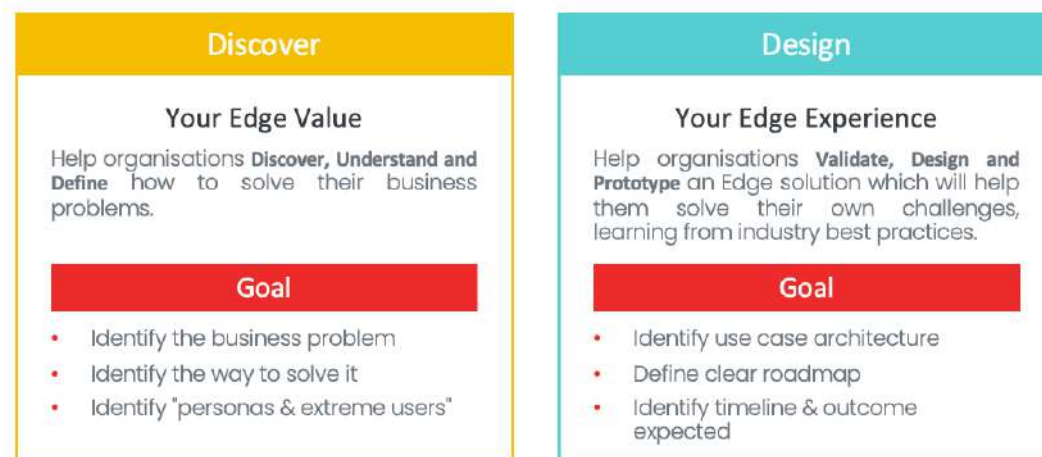 Discover
Your Edge Value
Help organisations Discover, Understand and
Define how to solve their business
problems.
Goal
• Identify the business problem
• Identify the way to solve it
• Identify "personas & extreme users"
Design
Your Edge Experience
Help organisations Validate, Design and
Prototype an Edge solution which will help
them solve their own challenges,
learning from industry best practices.
Goal
• Identify use case architecture
• Define clear roadmap
• Identify timeline & outcome
expected